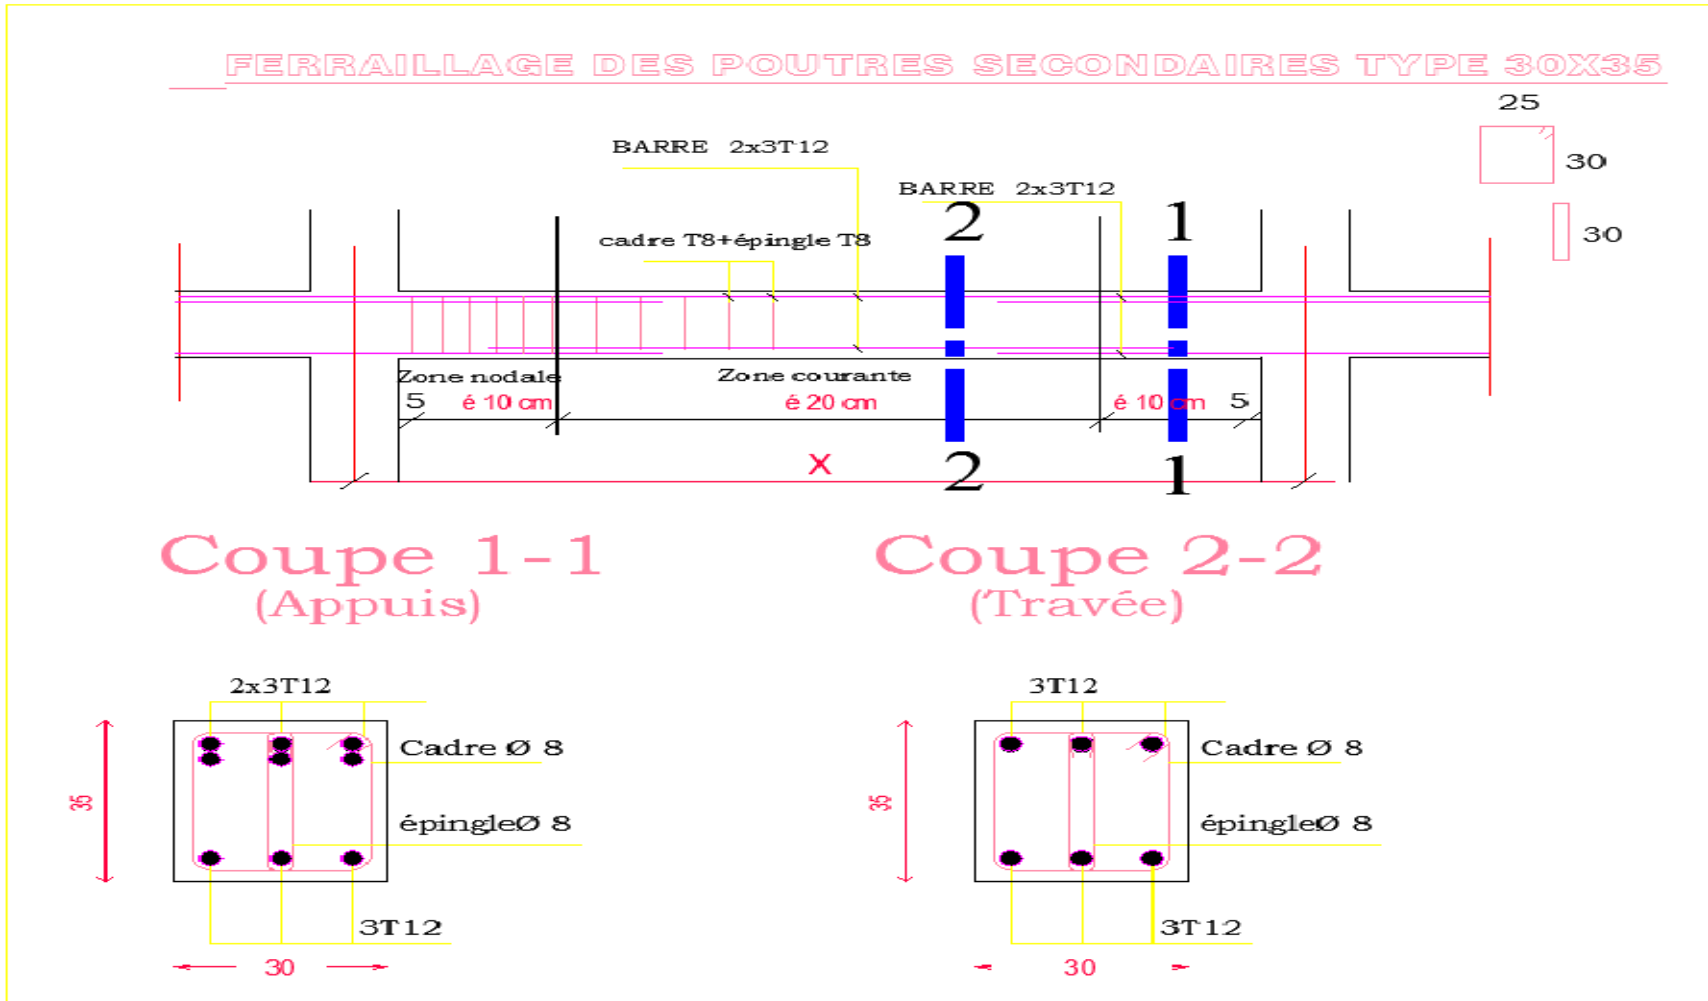 FERRAILLAGE DES POUTRES SECONDAIRES TYPE 30X35
25
30
30
BARRE 2x3T12
BARRE 2x3T12
cadre T8+épingle T8
2
1
Zone nodale
Zone courante
5
é 10 cm
é 20 cm
é 10 cm
5
X
2
1
Coupe 1-1
(Appuis)
Coupe 2-2
(Travée)
2x3T12
Cadre Ø 8
35
épingleØ 8
3T12
30
3T12
Cadre Ø 8
35
épingleØ 8
3T12
30